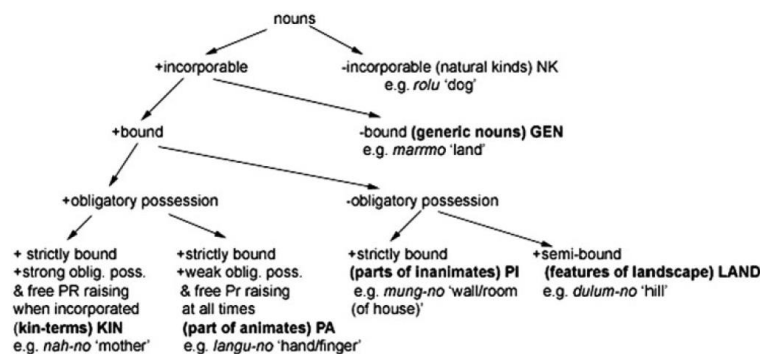 nouns
+incorporable
-incorporable (natural kinds) NK
e.g. rolu 'dog'
+bound
-bound (generic nouns) GEN
e.g. marrmo 'land'
+obligatory possession
-obligatory possession
+ strictly bound
+strong oblig. poss.
& free PR raising
when incorporated
(kin-terms) KIN
e.g. nah-no 'mother'
+strictly bound
+weak oblig. poss.
& free Pr raising
at all times
(part of animates) PA
e.g. langu-no 'hand/finger'
+strictly bound
(parts of inanimates) PI
e.g. mung-no 'wall/room
(of house)'
+semi-bound
(features of landscape) LAND
e.g. dulum-no 'hill'